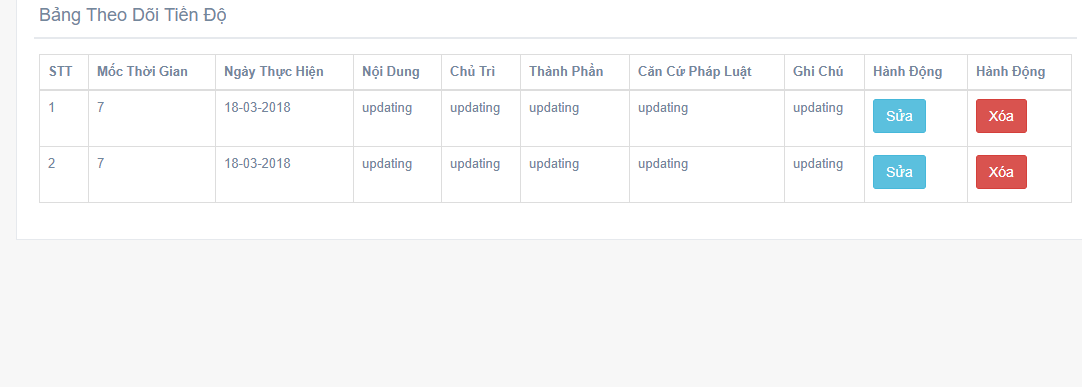 Bảng Theo Dõi Tiến Độ
STT Mốc Thời Gian Ngày Thực Hiện Nội Dung Chủ Trì Thành Phần Căn Cứ Pháp Luật Ghi Chú Hành Động Hành Động
1 7 18-03-2018 updating updating updating updating updating Sửa Xóa
2 7 18-03-2018 updating updating updating updating updating Sửa Xóa